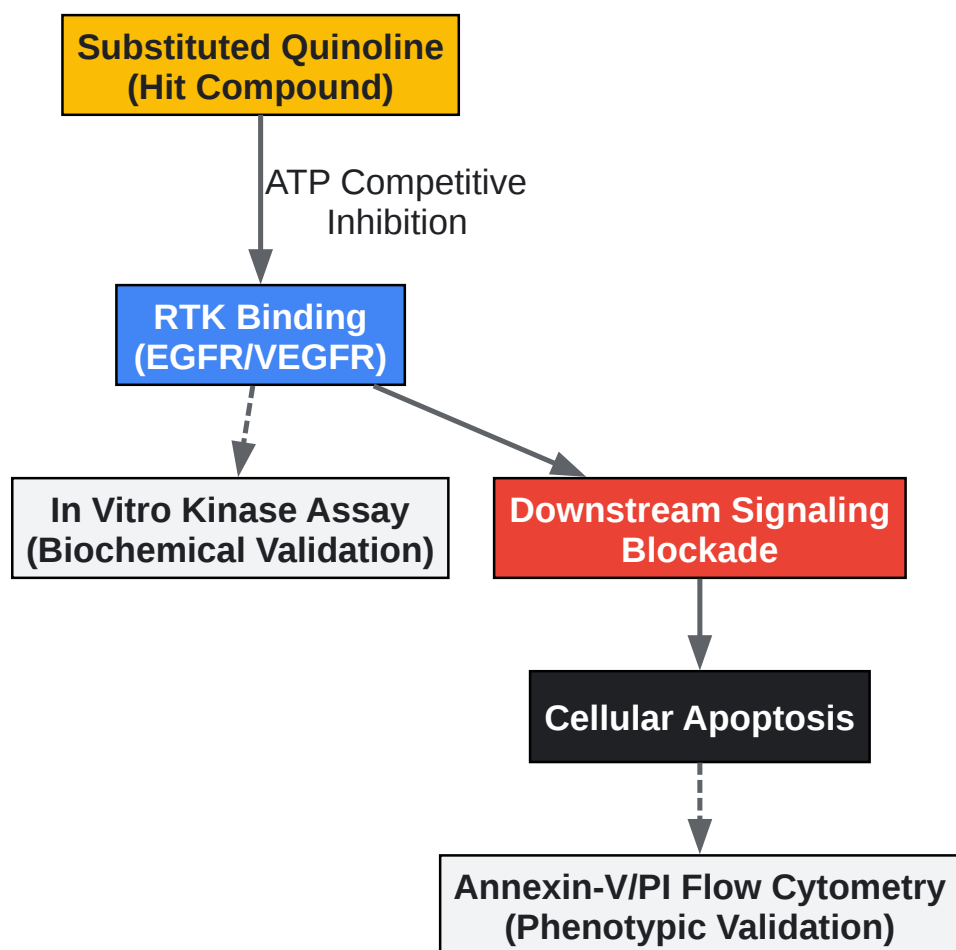 Substituted Quinoline
(Hit Compound)
ATP Competitive
Inhibition
RTK Binding
(EGFR/VEGFR)
In Vitro Kinase Assay
(Biochemical Validation)
Downstream Signaling
Blockade
Cellular Apoptosis
Annexin-V/PI Flow Cytometry
(Phenotypic Validation)